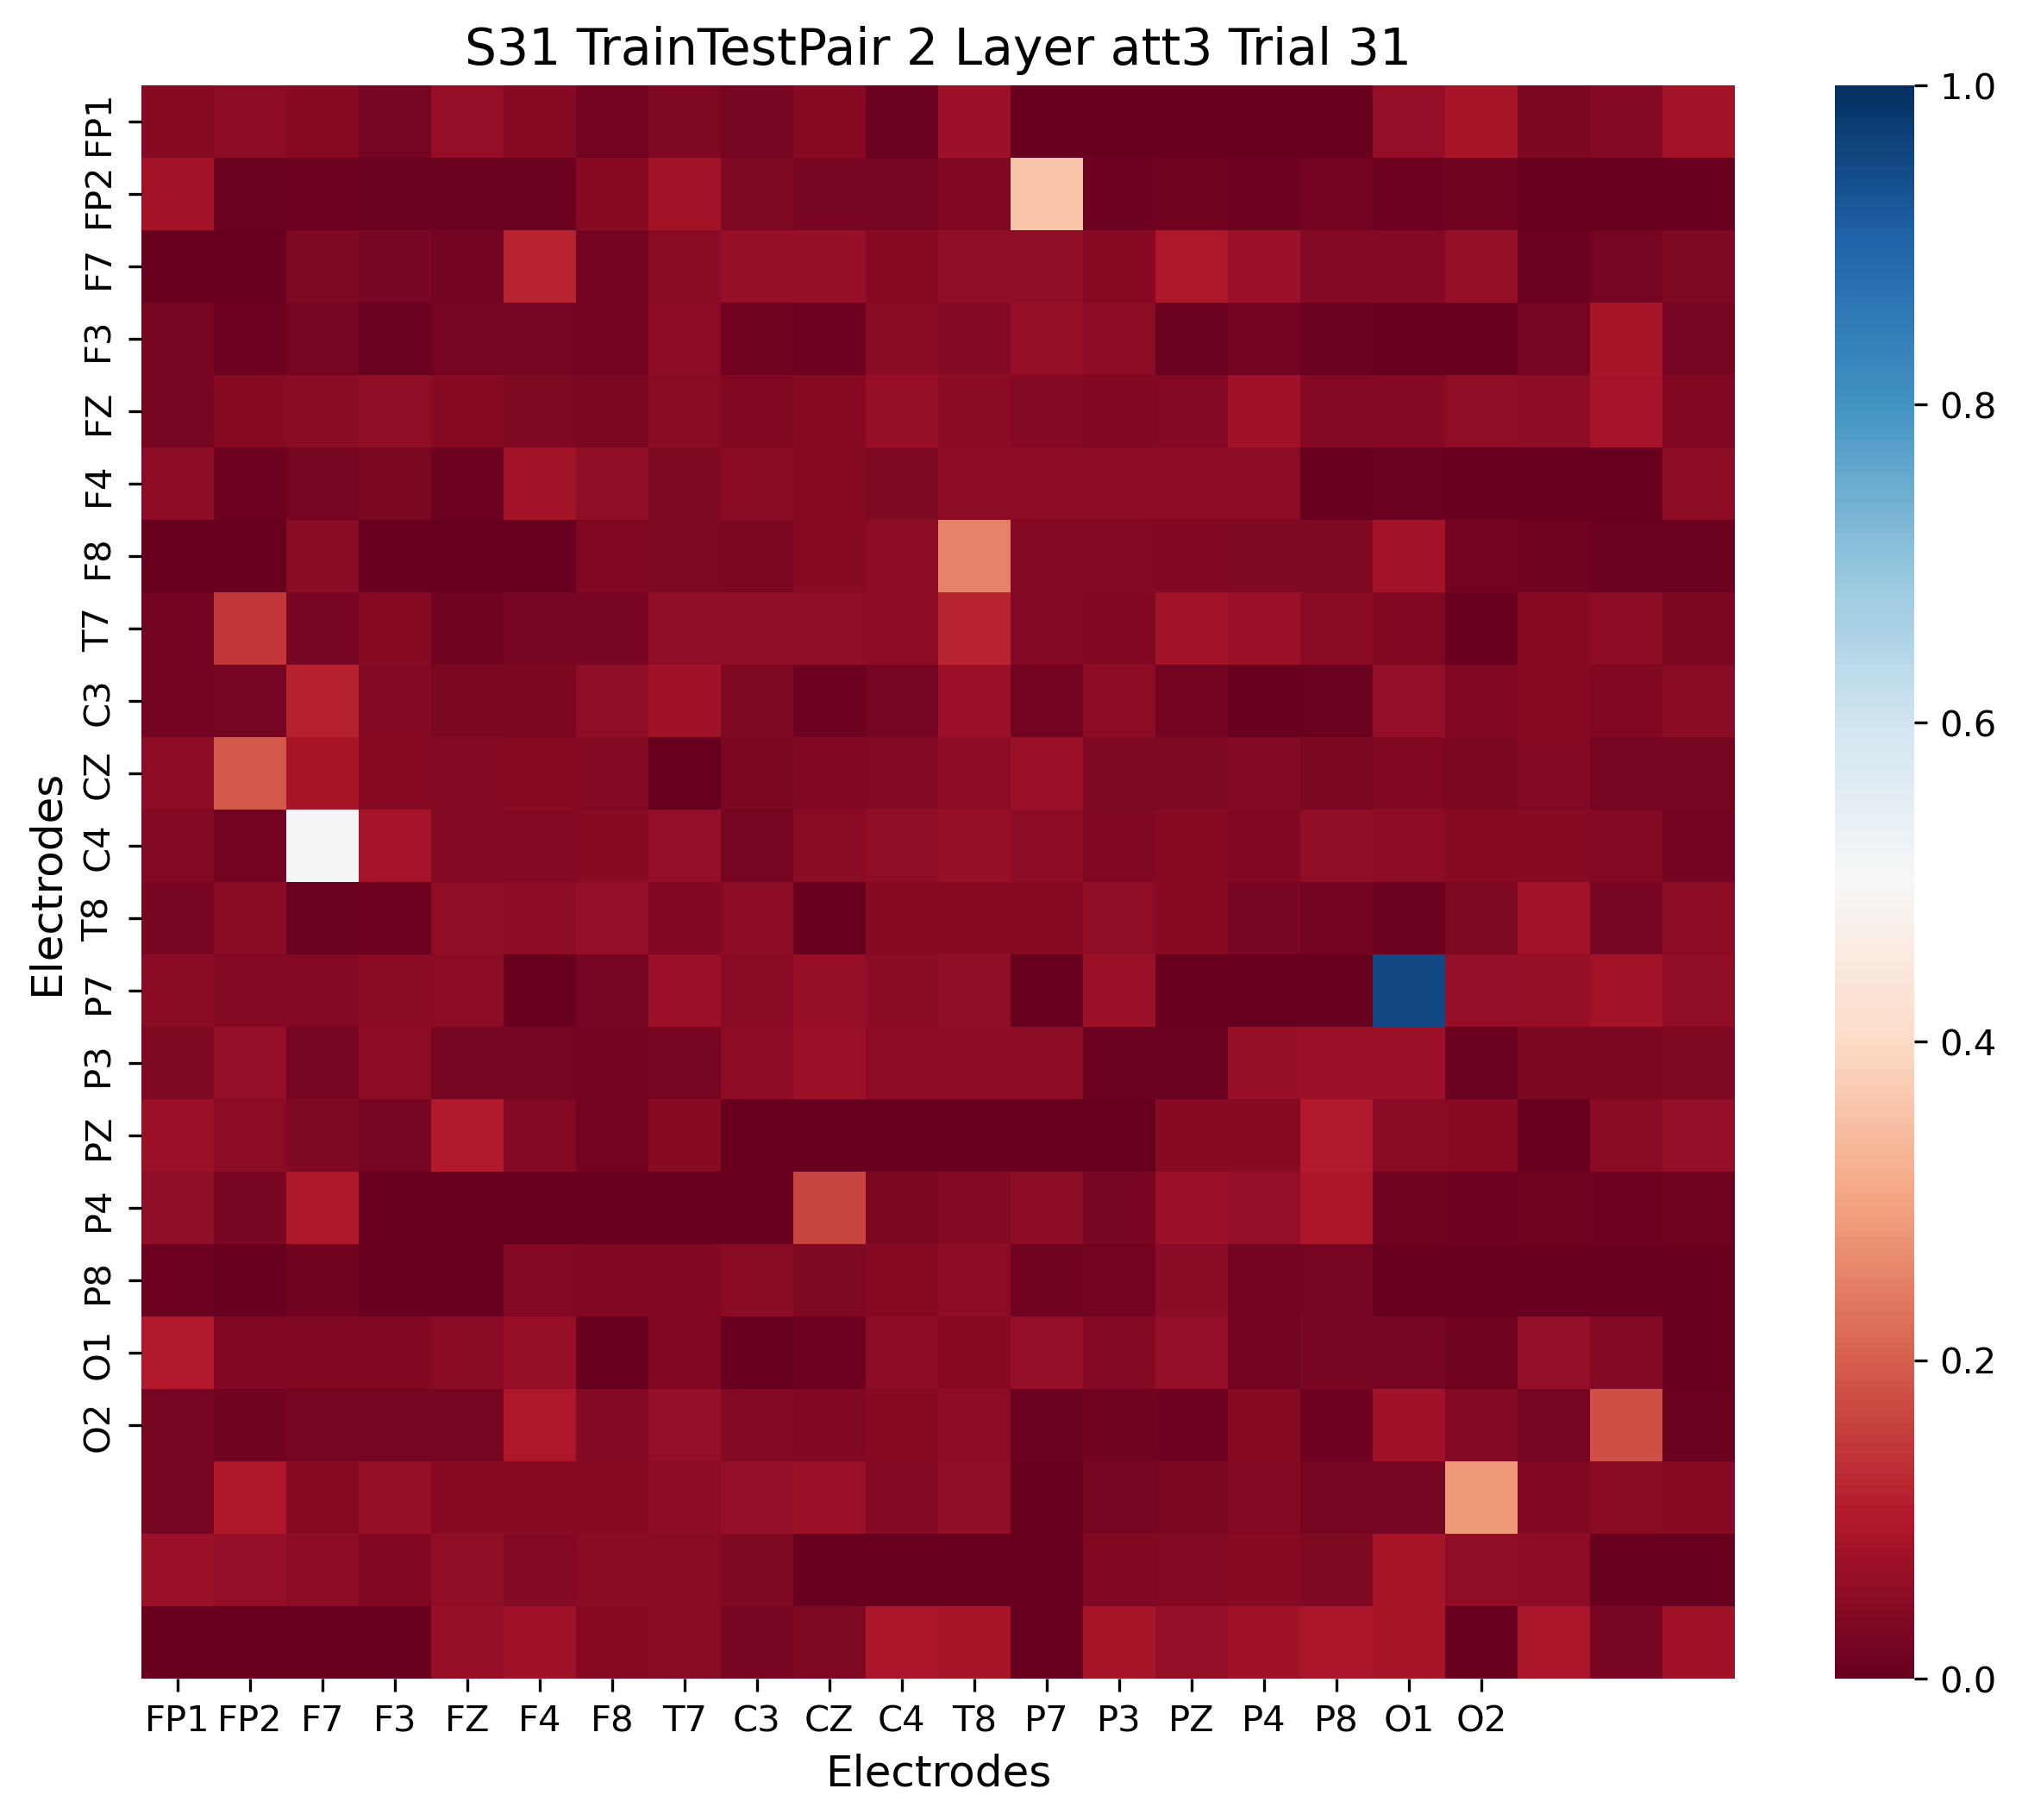 S31 TrainTestPair 2 Layer att3 Trial 31
Electrodes
FP1
FP2
F7
F3
FZ
F4
F8
T7
C3
CZ
C4
T8
P7
P3
PZ
P4
P8
O1
O2
FP1 FP2 F7 F3 FZ F4 F8 T7 C3 CZ C4 T8 P7 P3 PZ P4 P8 O1 O2
Electrodes
1.0
0.8
0.6
0.4
0.2
0.0